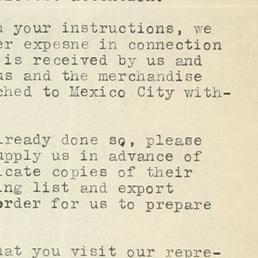 your instructions, we
er expesne in connection
is received by us and
us and the merchandise
ched to Mexico City with-
lready done so, please
upply us in advance of
icate copies of their
ng list and export
order for us to prepare
at you visit our repre-